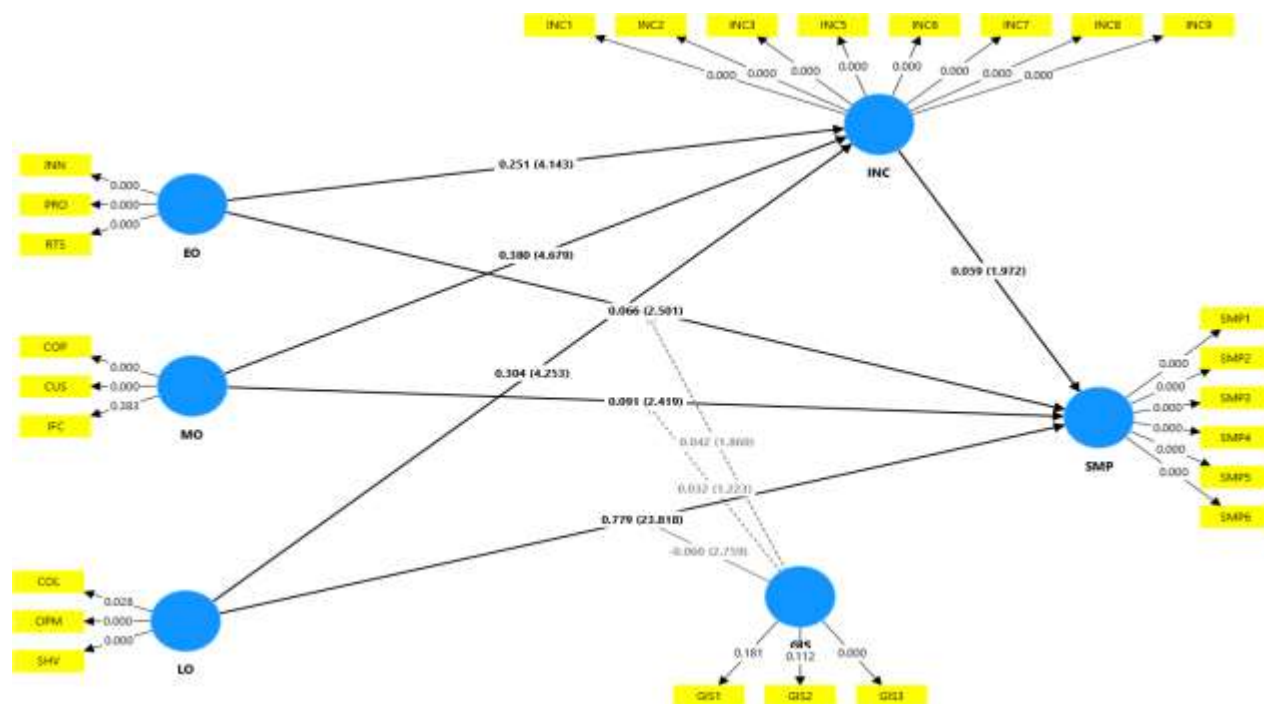 INC1 INC2 INC3 INC5 INC6 INC7 INC8 INC9
0.000 0.000 0.000 0.000 0.000 0.000 0.000 0.000
INC
INN
PRO
RTS
0.000
0.000
0.000
EO
0.251 (4.143)
0.380 (4.679)
0.059 (1.972)
0.066 (2.501)
COP
CUS
IFC
0.000
0.000
0.383
MO
0.304 (4.253)
0.091 (2.419)
SMP1
SMP2
SMP3
SMP4
SMP5
SMP6
0.000
0.000
0.000
0.000
0.000
0.000
SMP
0.042 (1.868)
0.032 (1.223)
0.779 (23.818)
-0.060 (2.759)
COL
OPM
SHV
0.028
0.000
0.000
LO
GIS
0.181 0.112 0.000
GIS1 GIS2 GIS3